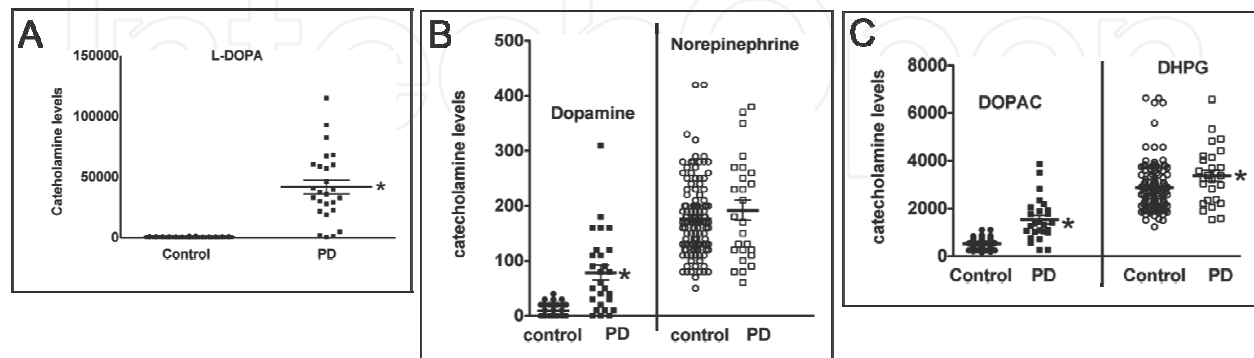 A
L-DOPA
Cateholamine levels
150000
100000
50000
0
Control
PD
*
B
catecholamine levels
500
400
300
200
100
0
Dopamine
Norepinephrine
*
control
PD
control
PD
C
catecholamine levels
8000
6000
4000
2000
0
DOPAC
DHPG
*
*
Control
PD
Control
PD